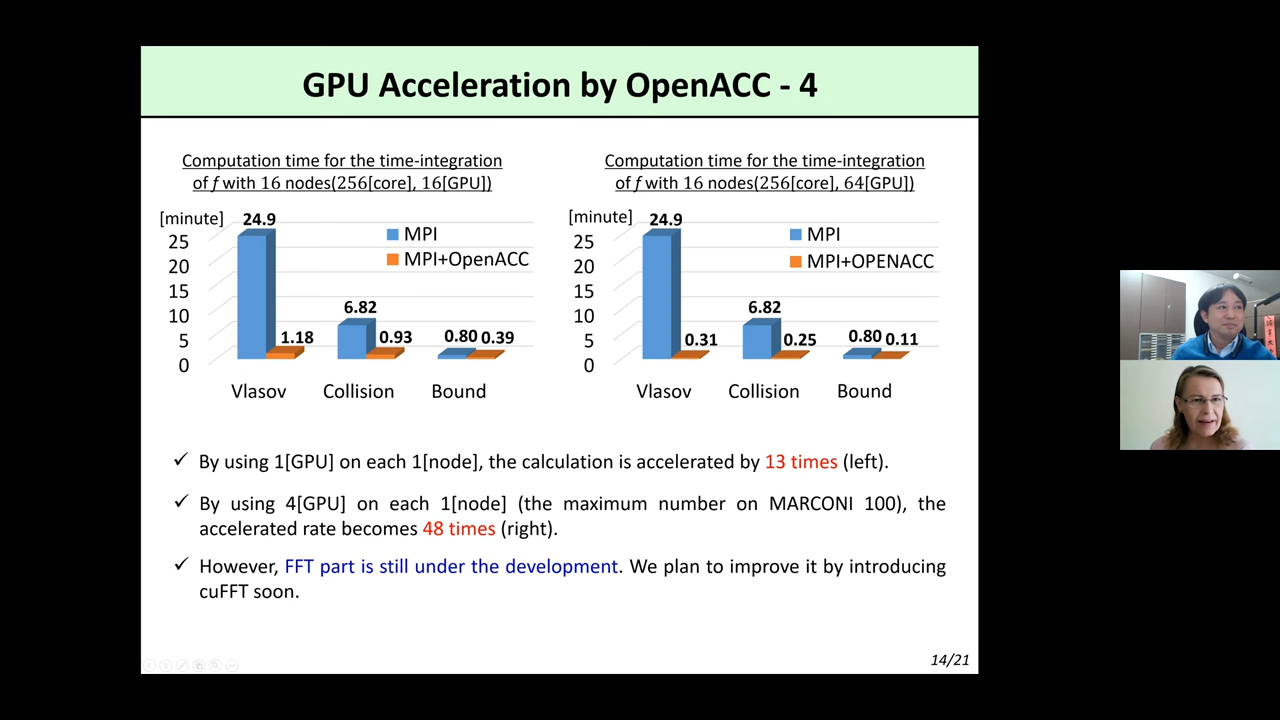 GPU Acceleration by OpenACC - 4
Computation time for the time-integration
of f with 16 nodes(256[core], 16[GPU])
[minute]
24.9
MPI
MPI+OpenACC
25
20
15
10
5
0
6.82
1.18
0.93
0.80
0.39
Vlasov
Collision
Bound
Computation time for the time-integration
of f with 16 nodes(256[core], 64[GPU])
[minute]
24.9
MPI
MPI+OPENACC
25
20
15
10
5
0
6.82
0.31
0.25
0.80
0.11
Vlasov
Collision
Bound
✓ By using 1[GPU] on each 1[node], the calculation is accelerated by 13 times (left).
✓ By using 4[GPU] on each 1[node] (the maximum number on MARCONI 100), the
accelerated rate becomes 48 times (right).
✓ However, FFT part is still under the development. We plan to improve it by introducing
cuFFT soon.
14/21